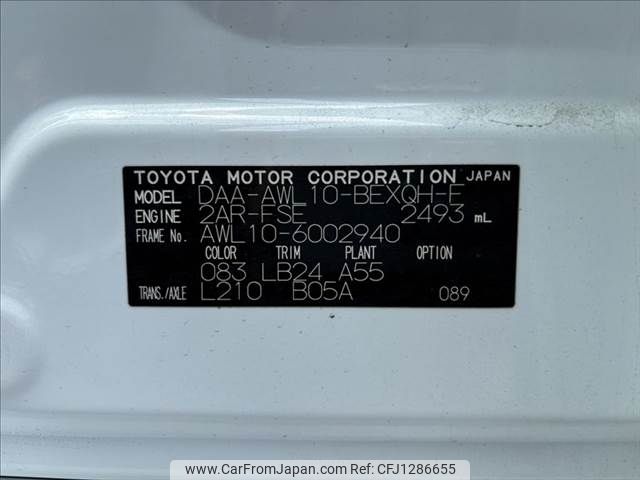 TOYOTA MOTOR CORPORATION JAPAN
MODEL DAA-AWL10-BEXQH-E
ENGINE 2AR-FSE 2493 mL
FRAME No. AWL10-6002940
COLOR TRIM PLANT OPTION
083 LB24 A55
TRANS./AXLE L210 B05A 089
www.CarFromJapan.com - CFJ1286655